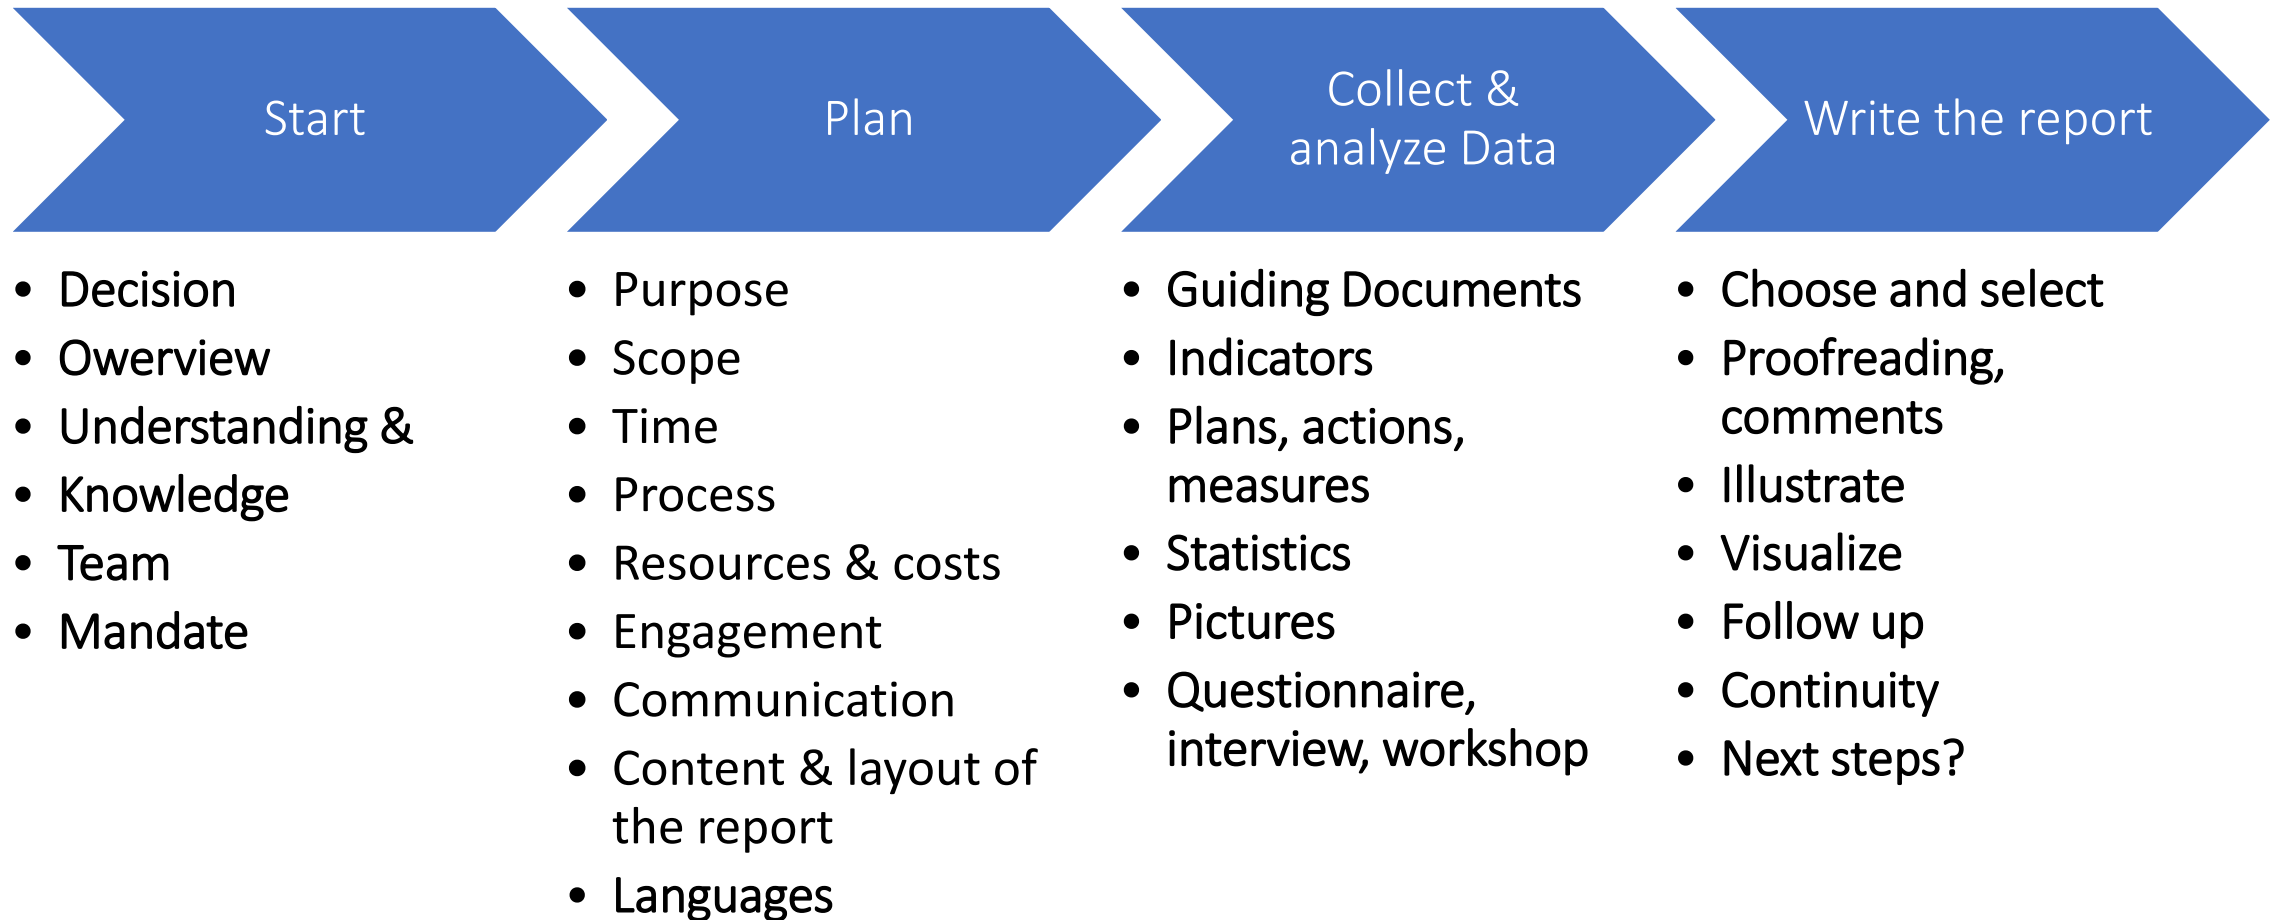 Start
• Decision
• Owerview
• Understanding &
• Knowledge
• Team
• Mandate
Plan
• Purpose
• Scope
• Time
• Process
• Resources & costs
• Engagement
• Communication
• Content & layout of
the report
• Languages
Collect &
analyze Data
• Guiding Documents
• Indicators
• Plans, actions,
measures
• Statistics
• Pictures
• Questionnaire,
interview, workshop
Write the report
• Choose and select
• Proofreading,
comments
• Illustrate
• Visualize
• Follow up
• Continuity
• Next steps?